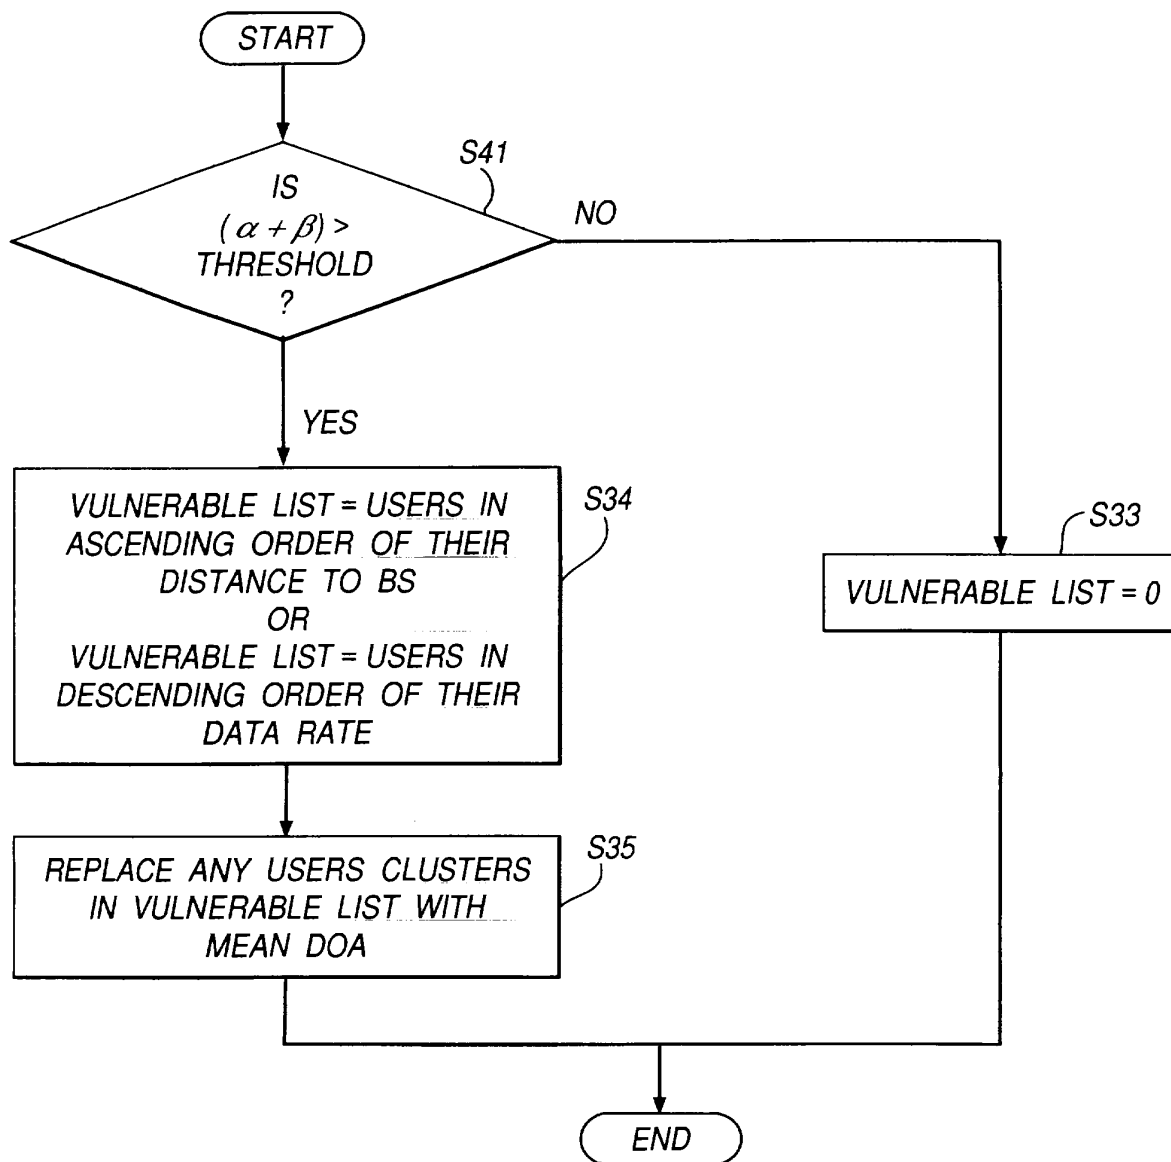 START
S41
IS
(α + β) >
THRESHOLD
?
NO
YES
S34
VULNERABLE LIST = USERS IN
ASCENDING ORDER OF THEIR
DISTANCE TO BS
OR
VULNERABLE LIST = USERS IN
DESCENDING ORDER OF THEIR
DATA RATE
S33
VULNERABLE LIST = 0
S35
REPLACE ANY USERS CLUSTERS
IN VULNERABLE LIST WITH
MEAN DOA
END